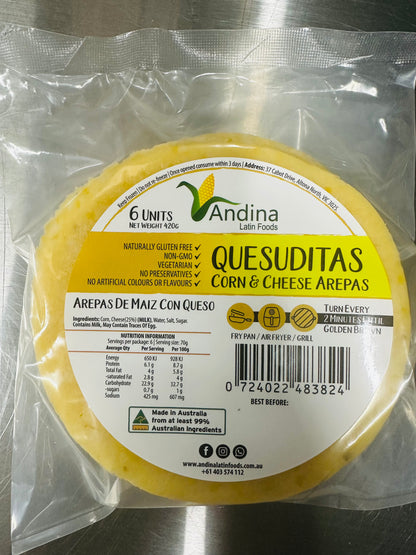 Keep Frozen | Do not re-freeze | Once opened consume within 3 days | Address: 37 Cabot Drive, Altona North, VIC 3025
6 UNITS
NET WEIGHT 420G
Andina
Latin Foods
NATURALLY GLUTEN FREE ✓
NON-GMO ✓
VEGETARIAN ✓
NO PRESERVATIVES ✓
NO ARTIFICIAL COLOURS OR FLAVOURS ✓
QUESUDITAS
CORN & CHEESE AREPAS
AREPAS DE MAIZ CON QUESO
Ingredients: Corn, Cheese(25%) (MILK), Water, Salt, Sugar.
Contains Milk, May Contain Traces Of Egg.
NUTRITION INFORMATION
Servings per package: 6 | Serving size: 70g
Average Qty Per Serving Per 100g
Energy 650 KJ 928 KJ
Protein 6.1 g 8.7 g
Total Fat 4 g 5.8 g
-saturated Fat 2.8 g 4 g
Carbohydrate 22.9 g 32.7 g
-sugars 0.7 g 1 g
Sodium 425 mg 607 mg
TURN EVERY
2 MINUTES UNTIL
GOLDEN BROWN
FRY PAN / AIR FRYER / GRILL
0 724022 483824
BEST BEFORE:
Made in Australia
from at least 99%
Australian ingredients
www.andinalatinfoods.com.au
+61 403 574 112